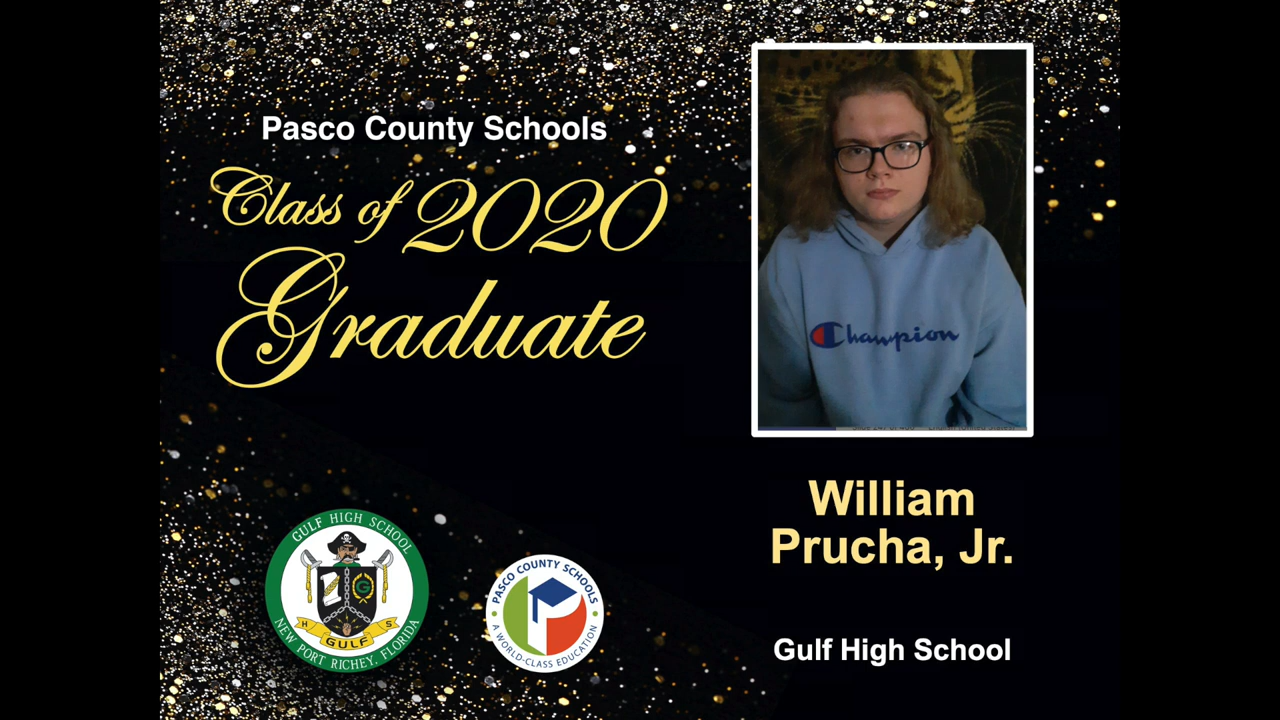 Pasco County Schools
Class of 2020
Graduate
Champion
William
Prucha, Jr.
Gulf High School
GULF HIGH SCHOOL
G
H S
GULF
NEW PORT RICHEY, FLORIDA
PASCO COUNTY SCHOOLS
A WORLD-CLASS EDUCATION